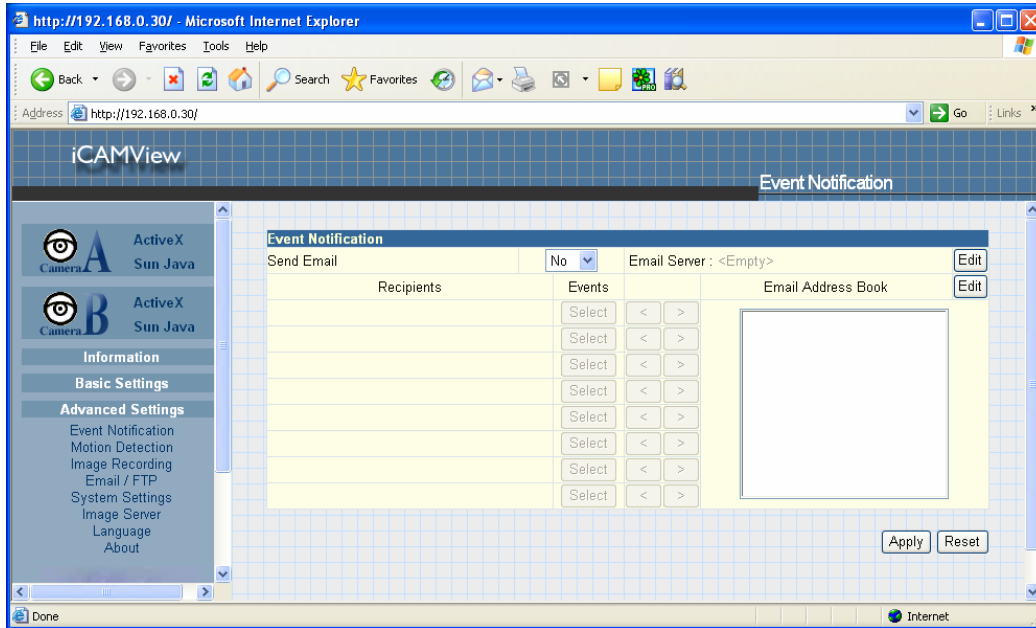 http://192.168.0.30/ - Microsoft Internet Explorer
File Edit View Favorites Tools Help
Back Search Favorites PRO
Address http://192.168.0.30/ Go Links »
iCAMView
Event Notification
Camera A ActiveX
Sun Java
Camera B ActiveX
Sun Java
Information
Basic Settings
Advanced Settings
Event Notification
Motion Detection
Image Recording
Email / FTP
System Settings
Image Server
Language
About
Event Notification
Send Email No Email Server : <Empty> Edit
Recipients Events Email Address Book Edit
Select < >
Select < >
Select < >
Select < >
Select < >
Select < >
Select < >
Select < >
Apply Reset
Done Internet